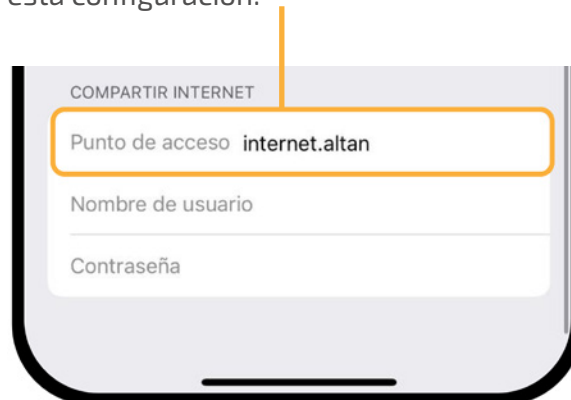 esta configuración.
COMPARTIR INTERNET
Punto de acceso internet.altan
Nombre de usuario
Contraseña